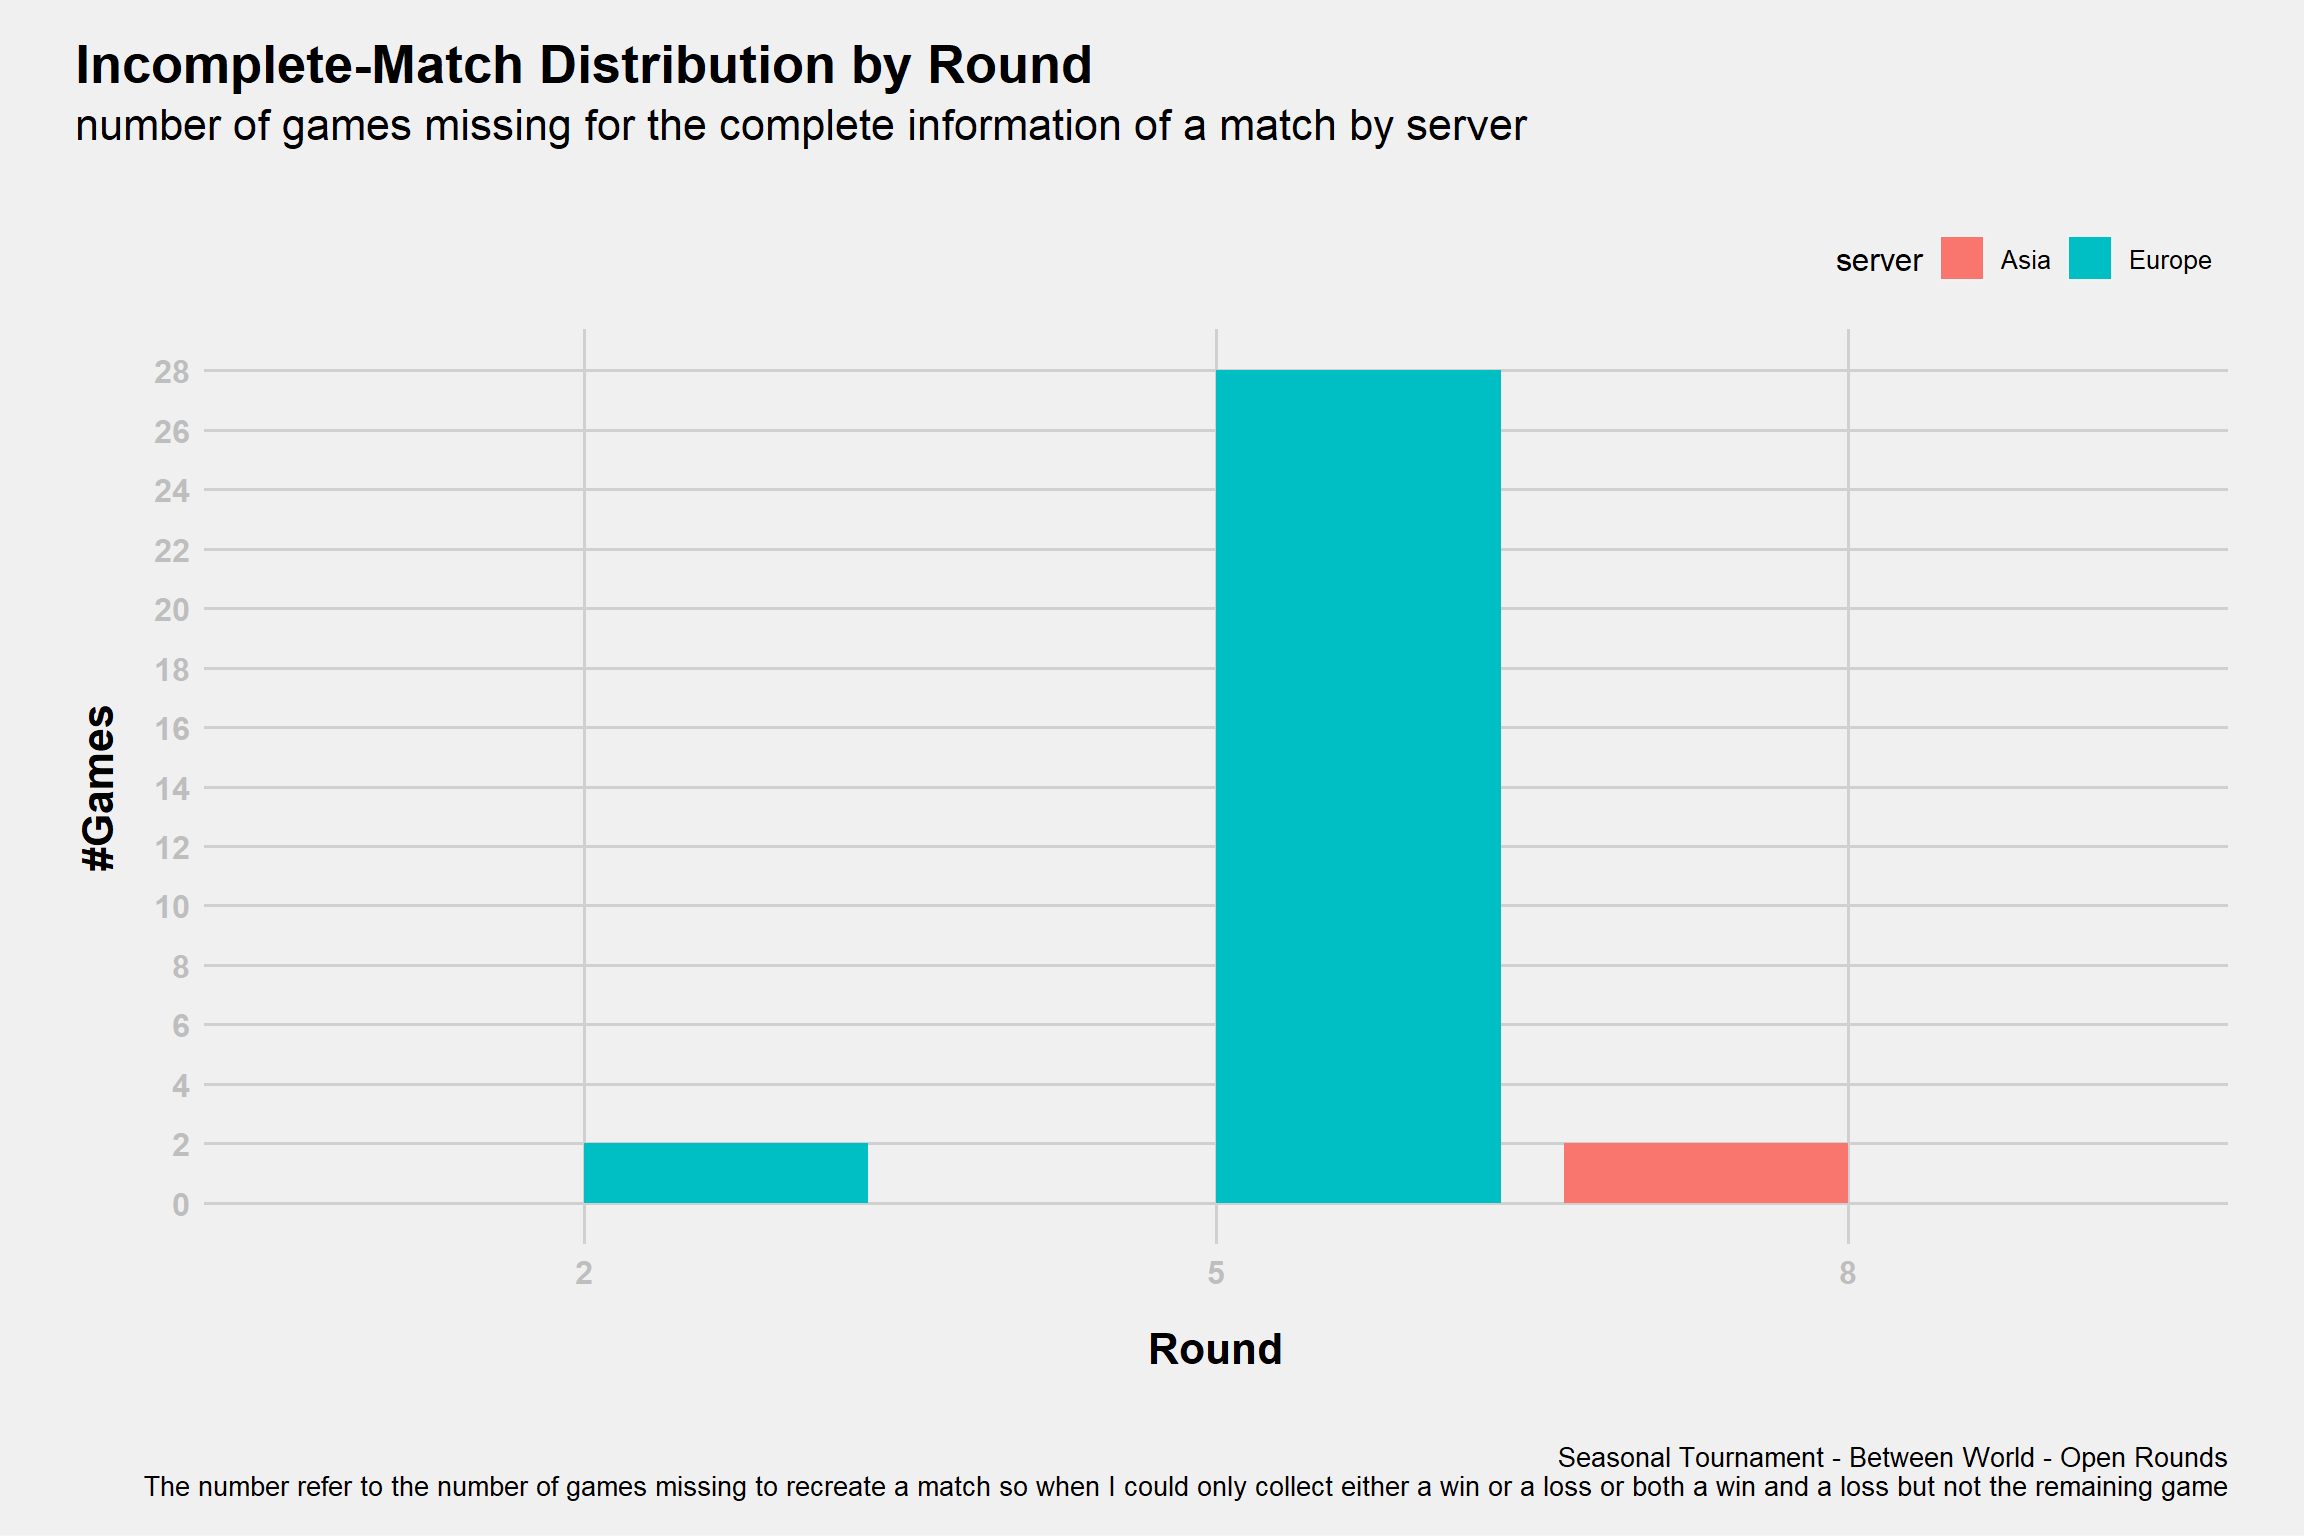 Incomplete-Match Distribution by Round
number of games missing for the complete information of a match by server
server Asia Europe
28
26
24
22
20
18
16
14
12
10
8
6
4
2
0
#Games
2 5 8
Round
Seasonal Tournament - Between World - Open Rounds
The number refer to the number of games missing to recreate a match so when I could only collect either a win or a loss or both a win and a loss but not the remaining game